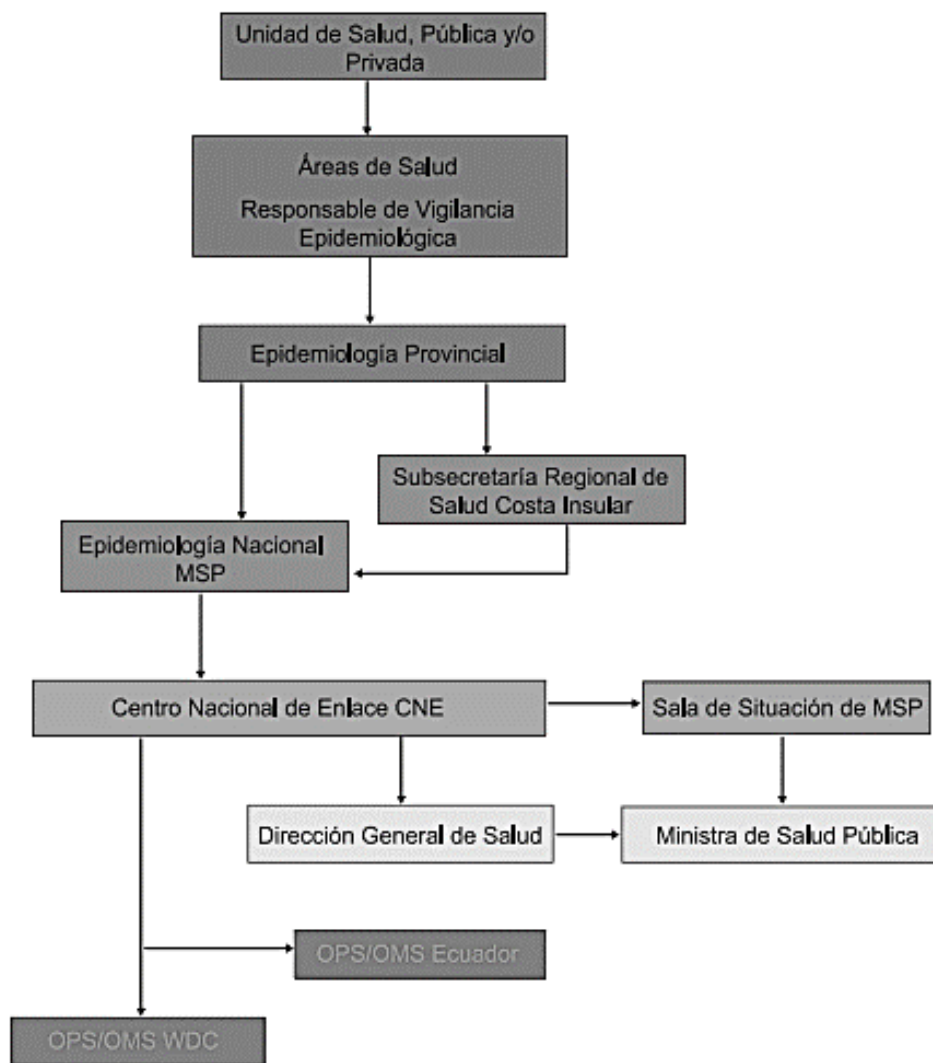 Unidad de Salud, Pública y/o
Privada
Áreas de Salud
Responsable de Vigilancia
Epidemiológica
Epidemiología Provincial
Subsecretaría Regional de
Salud Costa Insular
Epidemiología Nacional
MSP
Centro Nacional de Enlace CNE
Sala de Situación de MSP
Dirección General de Salud
Ministra de Salud Pública
OPS/OMS Ecuador
OPS/OMS WDC